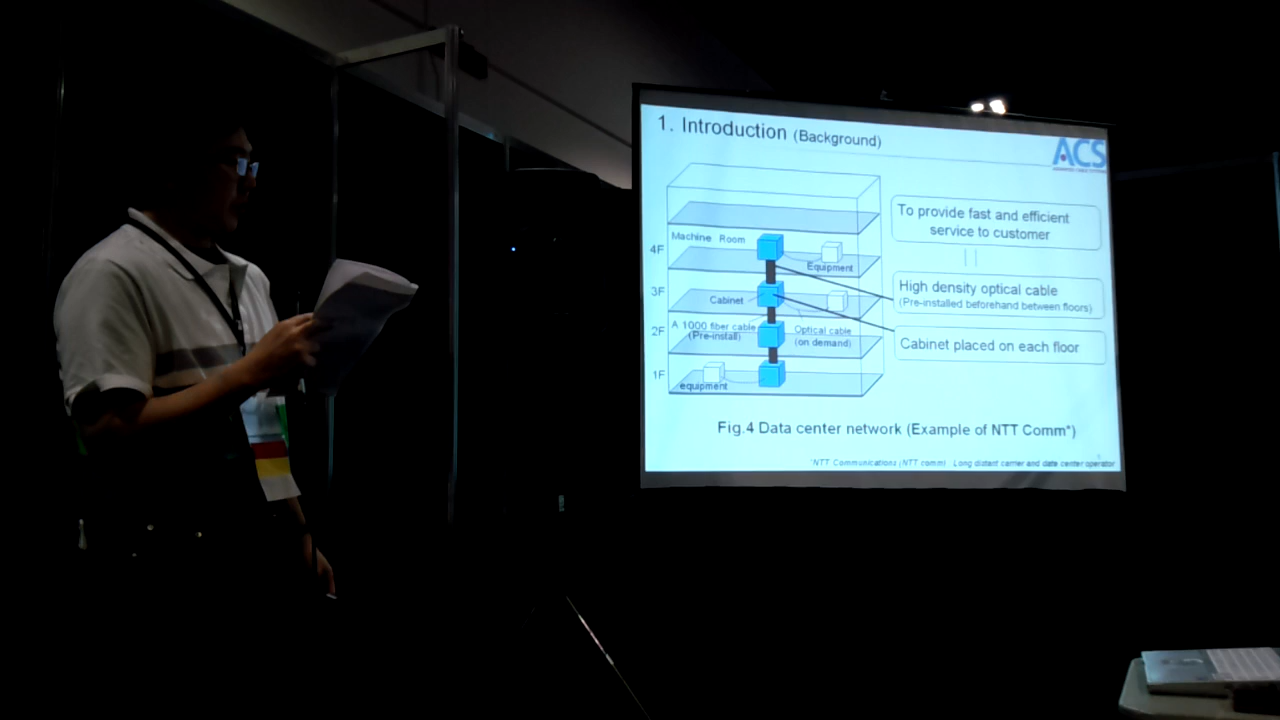 1. Introduction (Background)
ACS
To provide fast and efficient
service to customer
4F
Machine Room
Equipment
High density optical cable
(Pre-installed beforehand between floors)
3F
Cabinet
2F
A 1000 fiber cable
(Pre-install)
Optical cable
(on demand)
Cabinet placed on each floor
1F
equipment
Fig.4 Data center network (Example of NTT Comm*)
*NTT Communications (NTT comm) Long distant carrier and date center operator